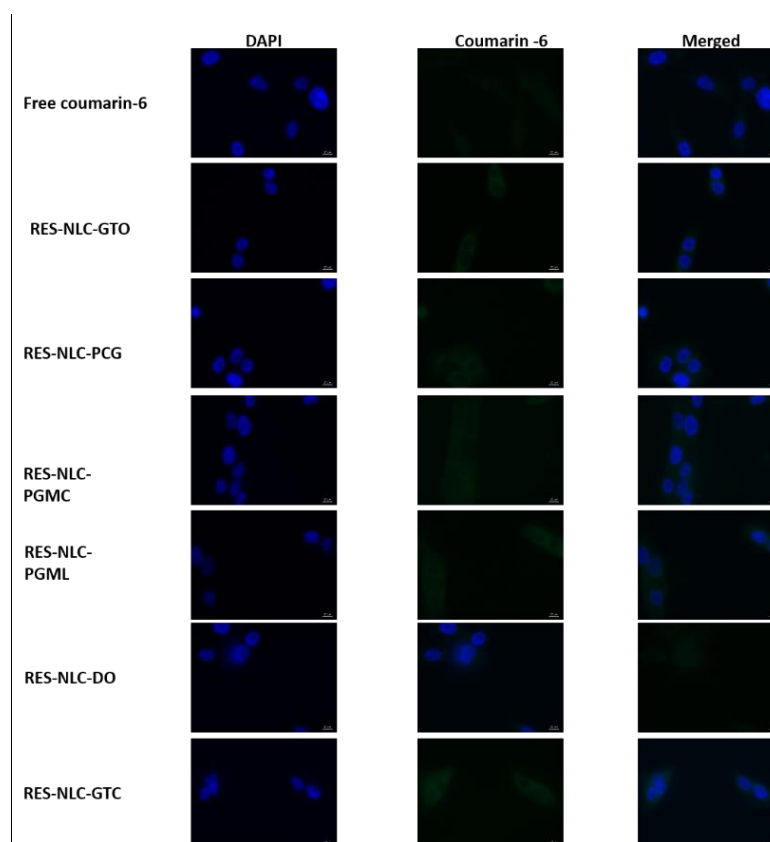 DAPI
Coumarin -6
Merged
Free coumarin-6
RES-NLC-GTO
RES-NLC-PCG
RES-NLC-
PGMC
RES-NLC-
PGML
RES-NLC-DO
RES-NLC-GTC